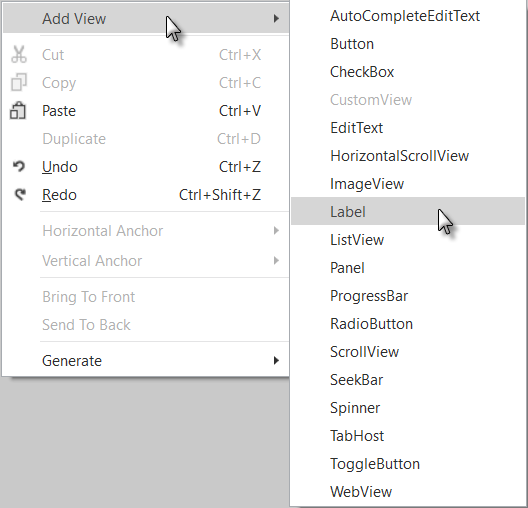 Add View
Cut Ctrl+X
Copy Ctrl+C
Paste Ctrl+V
Duplicate Ctrl+D
Undo Ctrl+Z
Redo Ctrl+Shift+Z
Horizontal Anchor
Vertical Anchor
Bring To Front
Send To Back
Generate
AutoCompleteEditText
Button
CheckBox
CustomView
EditText
HorizontalScrollView
ImageView
Label
ListView
Panel
ProgressBar
RadioButton
ScrollView
SeekBar
Spinner
TabHost
ToggleButton
WebView